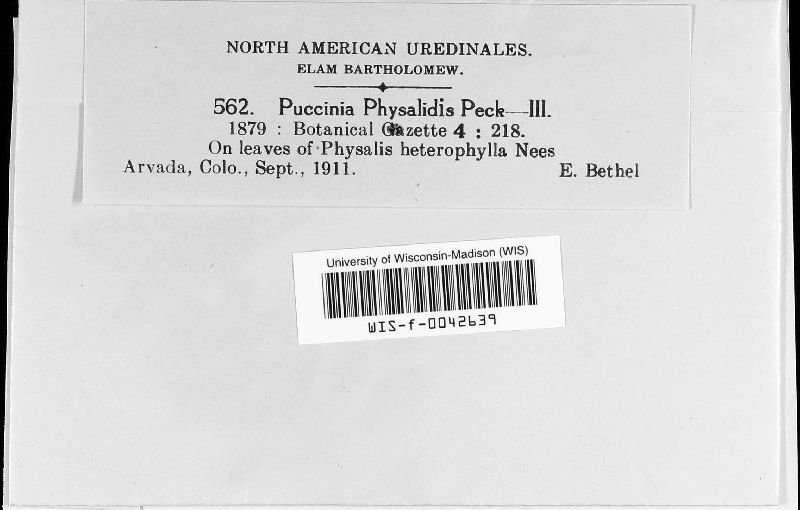 NORTH AMERICAN UREDINALES.
ELAM BARTHOLOMEW.
562. Puccinia Physalidis Peck—III.
1879 : Botanical Gazette 4 : 218.
On leaves of Physalis heterophylla Nees
Arvada, Colo., Sept., 1911. E. Bethel
University of Wisconsin-Madison (WIS)
WIS-f-0042639